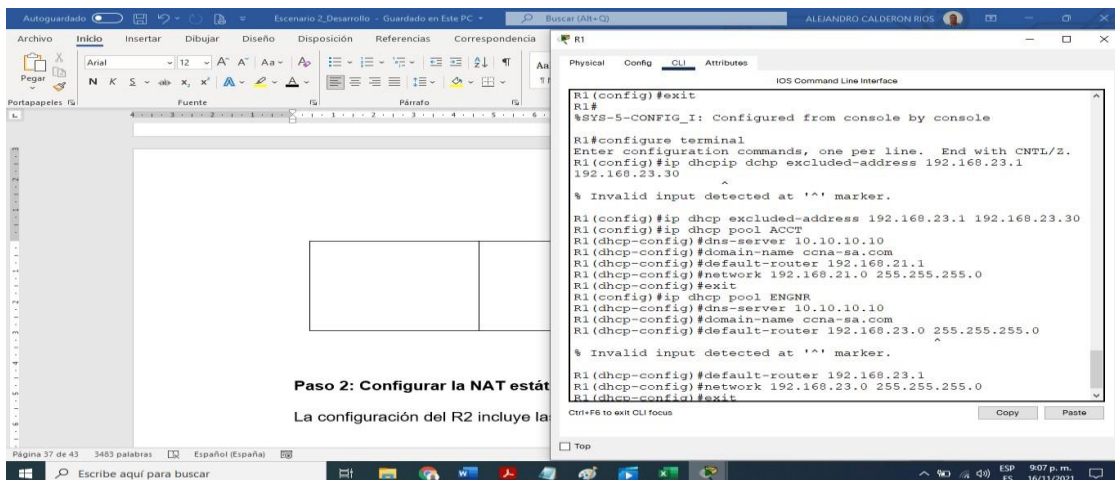 Autoguardado
Escenario 2_Desarrollo - Guardado en Este PC
Buscar (Alt+Q)
ALEJANDRO CALDERON RIOS
Archivo Inicio Insertar Dibujar Diseño Disposición Referencias Correspondencia
Pegar
Arial 12
N K S
Portapapeles Fuente Párrafo
Paso 2: Configurar la NAT estát
La configuración del R2 incluye la
Página 37 de 43 3483 palabras Español (España)
R1
Physical Config CLI Attributes
IOS Command Line Interface
R1(config)#exit
R1#
%SYS-5-CONFIG_I: Configured from console by console
R1#configure terminal
Enter configuration commands, one per line. End with CNTL/Z.
R1(config)#ip dhcpip dchp excluded-address 192.168.23.1
192.168.23.30
^
% Invalid input detected at '^' marker.
R1(config)#ip dhcp excluded-address 192.168.23.1 192.168.23.30
R1(config)#ip dhcp pool ACCT
R1(dhcp-config)#dns-server 10.10.10.10
R1(dhcp-config)#domain-name ccna-sa.com
R1(dhcp-config)#default-router 192.168.21.1
R1(dhcp-config)#network 192.168.21.0 255.255.255.0
R1(dhcp-config)#exit
R1(config)#ip dhcp pool ENGNR
R1(dhcp-config)#dns-server 10.10.10.10
R1(dhcp-config)#domain-name ccna-sa.com
R1(dhcp-config)#default-router 192.168.23.0 255.255.255.0
^
% Invalid input detected at '^' marker.
R1(dhcp-config)#default-router 192.168.23.1
R1(dhcp-config)#network 192.168.23.0 255.255.255.0
R1(dhcp-config)#exit
Ctrl+F6 to exit CLI focus
Copy Paste
Top
Escribe aquí para buscar
ESP
ES
9:07 p. m.
16/11/2021